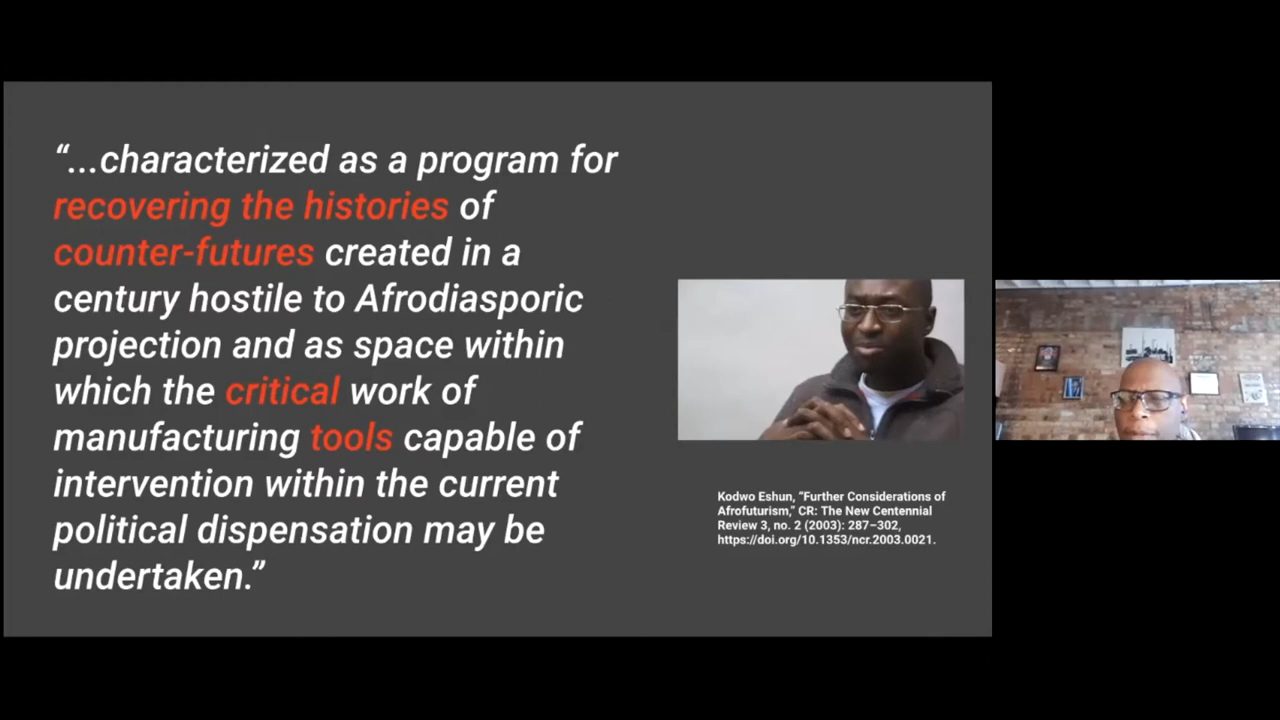 “...characterized as a program for
recovering the histories of
counter-futures created in a
century hostile to Afrodiasporic
projection and as space within
which the critical work of
manufacturing tools capable of
intervention within the current
political dispensation may be
undertaken.”
Kodwo Eshun, “Further Considerations of
Afrofuturism,” CR: The New Centennial
Review 3, no. 2 (2003): 287–302,
https://doi.org/10.1353/ncr.2003.0021.